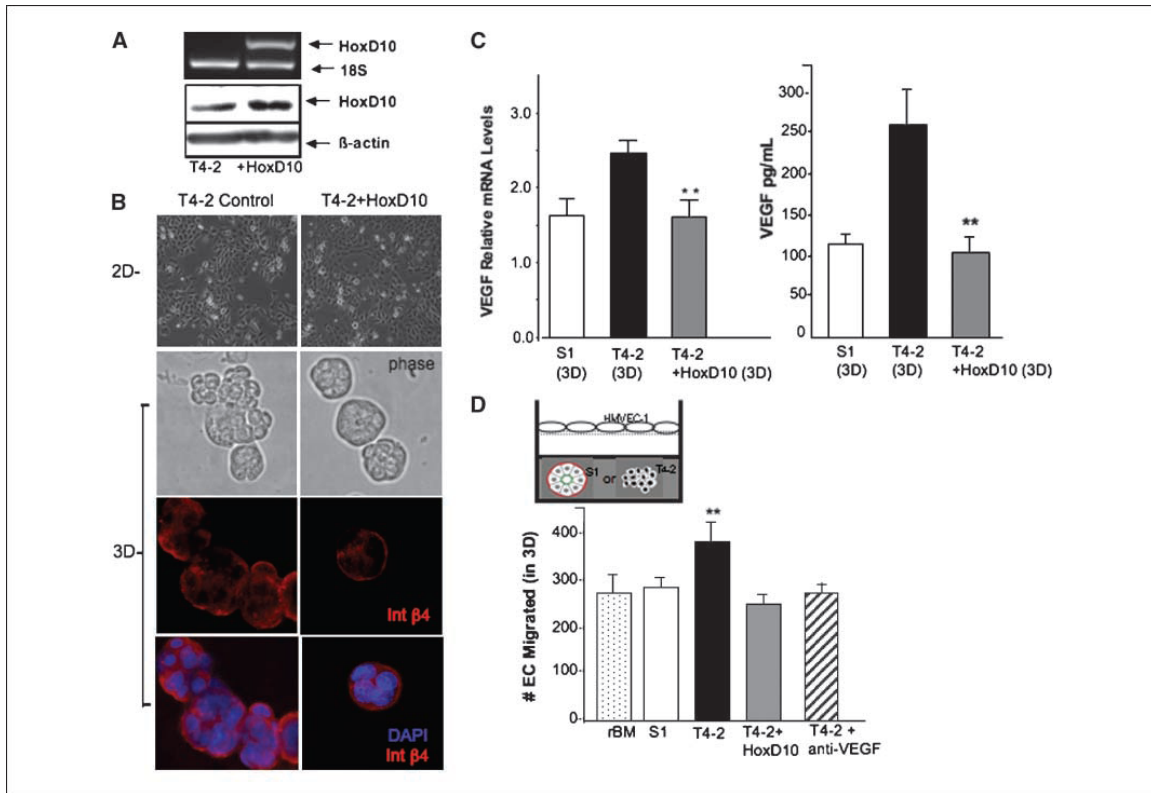 A
HoxD10
18S
HoxD10
ß-actin
T4-2 +HoxD10
B
T4-2 Control T4-2+HoxD10
2D-
phase
3D-
Int β4
DAPI
Int β4
C
VEGF Relative mRNA Levels
3.0
2.0
1.0
0.0
**
S1
(3D)
T4-2
(3D)
T4-2
+HoxD10 (3D)
VEGF pg/mL
300
250
200
150
100
50
0
**
S1
(3D)
T4-2
(3D)
T4-2
+HoxD10 (3D)
D
HMVEC-1
S1 or T4-2
# EC Migrated (in 3D)
400
300
200
0
**
rBM
S1
T4-2
T4-2+
HoxD10
T4-2 +
anti-VEGF